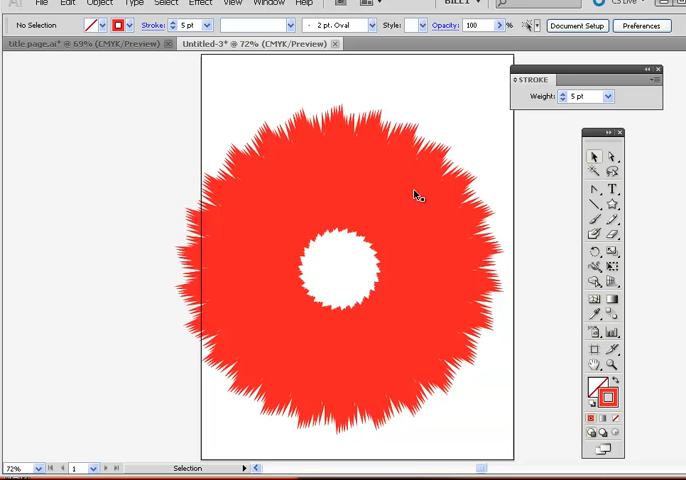 Ai File Edit Object Type Select Effect View Window Help Br CS Live
No Selection Stroke: 5 pt 2 pt. Oval Style: Opacity: 100 % Document Setup Preferences
title page.ai* @ 69% (CMYK/Preview) Untitled-3* @ 72% (CMYK/Preview)
STROKE
Weight: 5 pt
T
72% 1 Selection